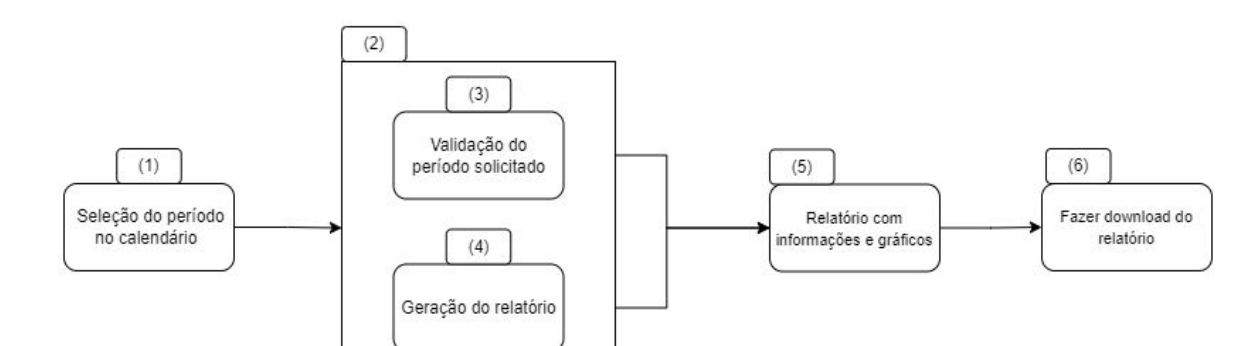 (1)
Seleção do período
no calendário
(2)
(3)
Validação do
período solicitado
(4)
Geração do relatório
(5)
Relatório com
informações e gráficos
(6)
Fazer download do
relatório